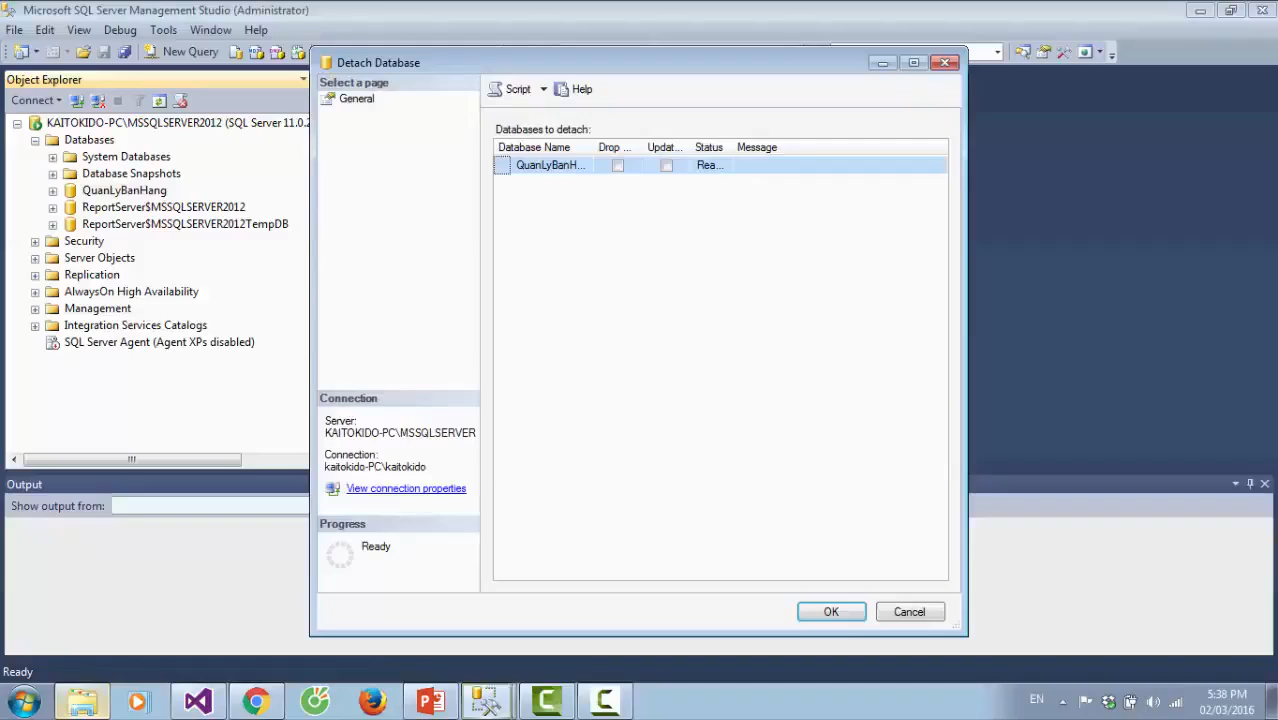 Microsoft SQL Server Management Studio (Administrator)
File Edit View Debug Tools Window Help
New Query
Object Explorer
Connect
KAITOKIDO-PC\MSSQLSERVER2012 (SQL Server 11.0.2
Databases
System Databases
Database Snapshots
QuanLyBanHang
ReportServer$MSSQLSERVER2012
ReportServer$MSSQLSERVER2012TempDB
Security
Server Objects
Replication
AlwaysOn High Availability
Management
Integration Services Catalogs
SQL Server Agent (Agent XPs disabled)
Detach Database
Select a page
General
Script Help
Databases to detach:
Database Name Drop ... Updat... Status Message
QuanLyBanH... Rea...
Connection
Server:
KAITOKIDO-PC\MSSQLSERVER
Connection:
kaitokido-PC\kaitokido
View connection properties
Progress
Ready
OK Cancel
Output
Show output from:
Ready
EN
5:38 PM
02/03/2016